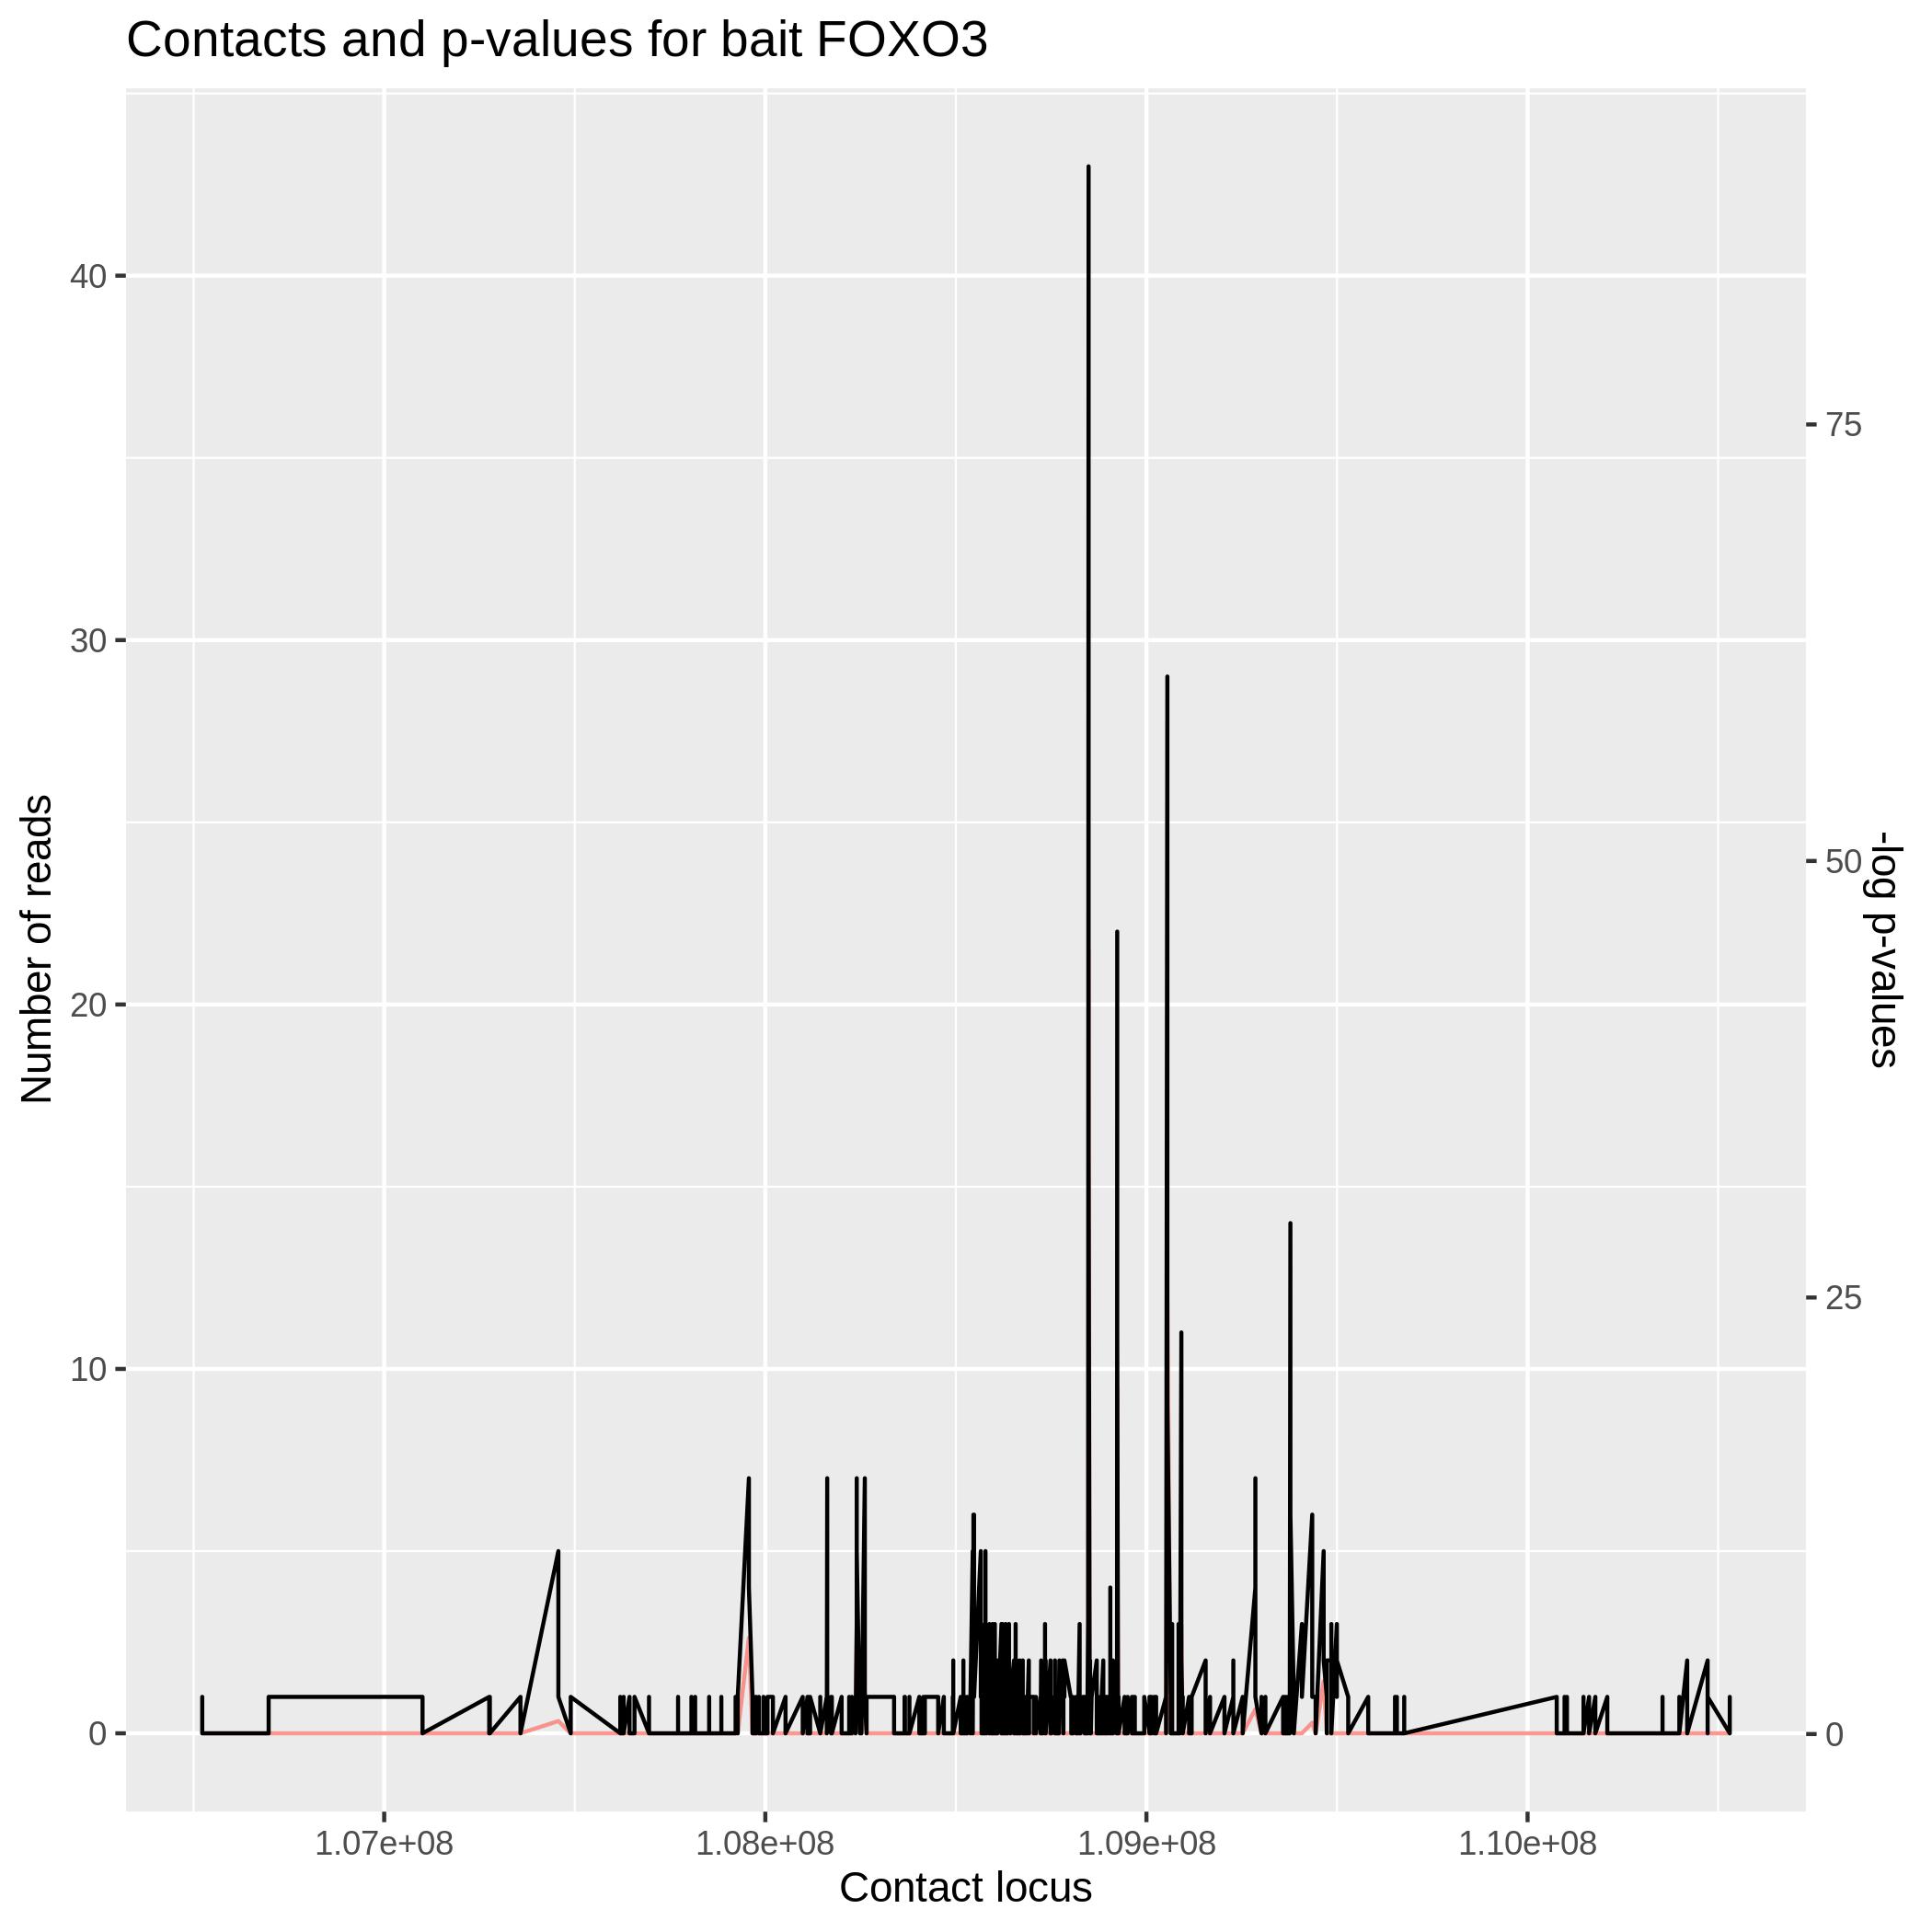 Contacts and p-values for bait FOXO3
40
30
20
10
0
Number of reads
75
50
25
0
-log p-values
1.07e+08
1.08e+08
1.09e+08
1.10e+08
Contact locus